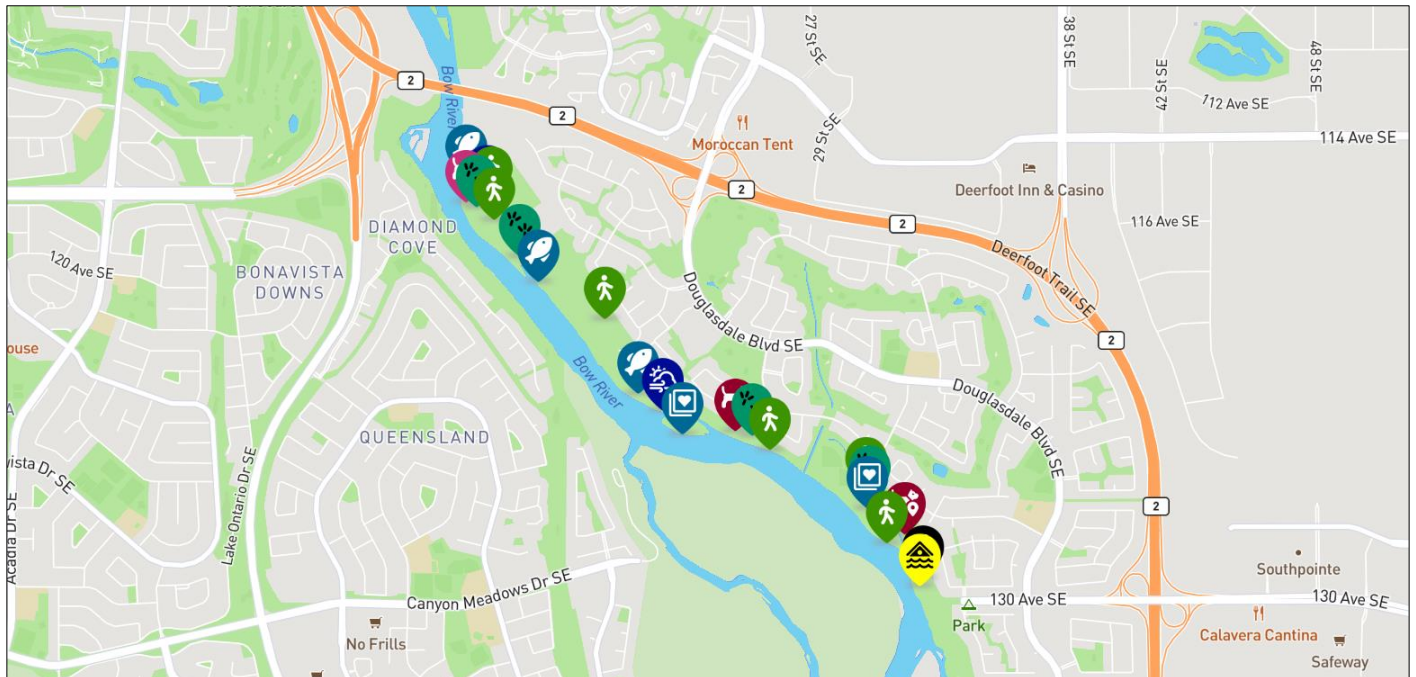 27 St SE
38 St SE
48 St SE
42 St SE
112 Ave SE
2
Bow River
2
114 Ave SE
Moroccan Tent
29 St SE
2
Deerfoot Inn & Casino
2
116 Ave SE
DIAMOND
COVE
120 Ave SE
BONAVISTA
DOWNS
Deerfoot Trail SE
Douglasdale Blvd SE
2
ouse
Bow River
Douglasdale Blvd SE
A
QUEENSLAND
vista Dr SE
Lake Ontario Dr SE
Acadia Dr SE
2
Southpointe
Canyon Meadows Dr SE
130 Ave SE
130 Ave SE
Park
Calavera Cantina
No Frills
Safeway